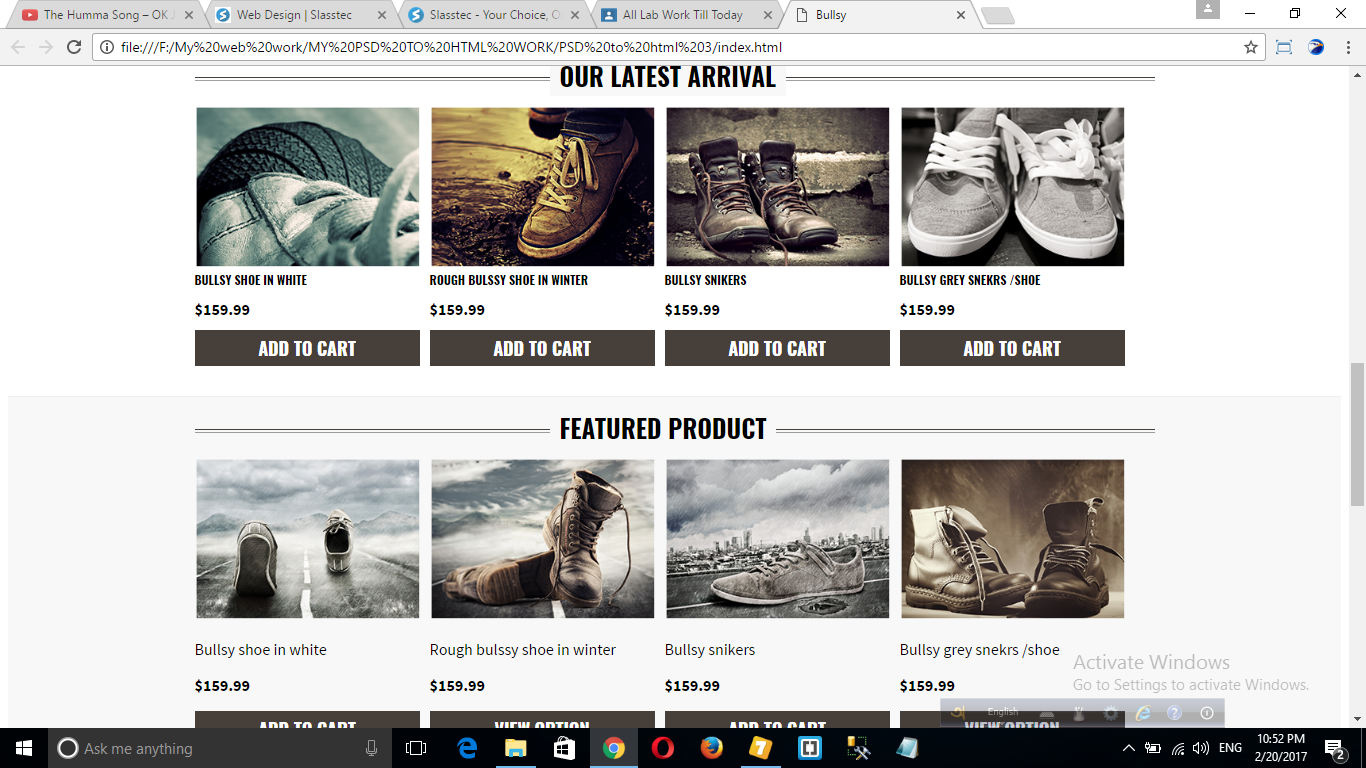 The Humma Song – OK J
Web Design | Slasstec
Slasstec - Your Choice, O
All Lab Work Till Today
Bullsy
file:///F:/My%20web%20work/MY%20PSD%20TO%20HTML%20WORK/PSD%20to%20html%203/index.html
OUR LATEST ARRIVAL
BULLSY SHOE IN WHITE
ROUGH BULSSY SHOE IN WINTER
BULLSY SNIKERS
BULLSY GREY SNEKRS /SHOE
$159.99
$159.99
$159.99
$159.99
ADD TO CART
ADD TO CART
ADD TO CART
ADD TO CART
FEATURED PRODUCT
Bullsy shoe in white
Rough bulssy shoe in winter
Bullsy snikers
Bullsy grey snekrs /shoe
$159.99
$159.99
$159.99
$159.99
Activate Windows
Go to Settings to activate Windows.
ADD TO CART
VIEW OPTION
ADD TO CART
VIEW OPTION
English
Ask me anything
ENG
10:52 PM
2/20/2017
2